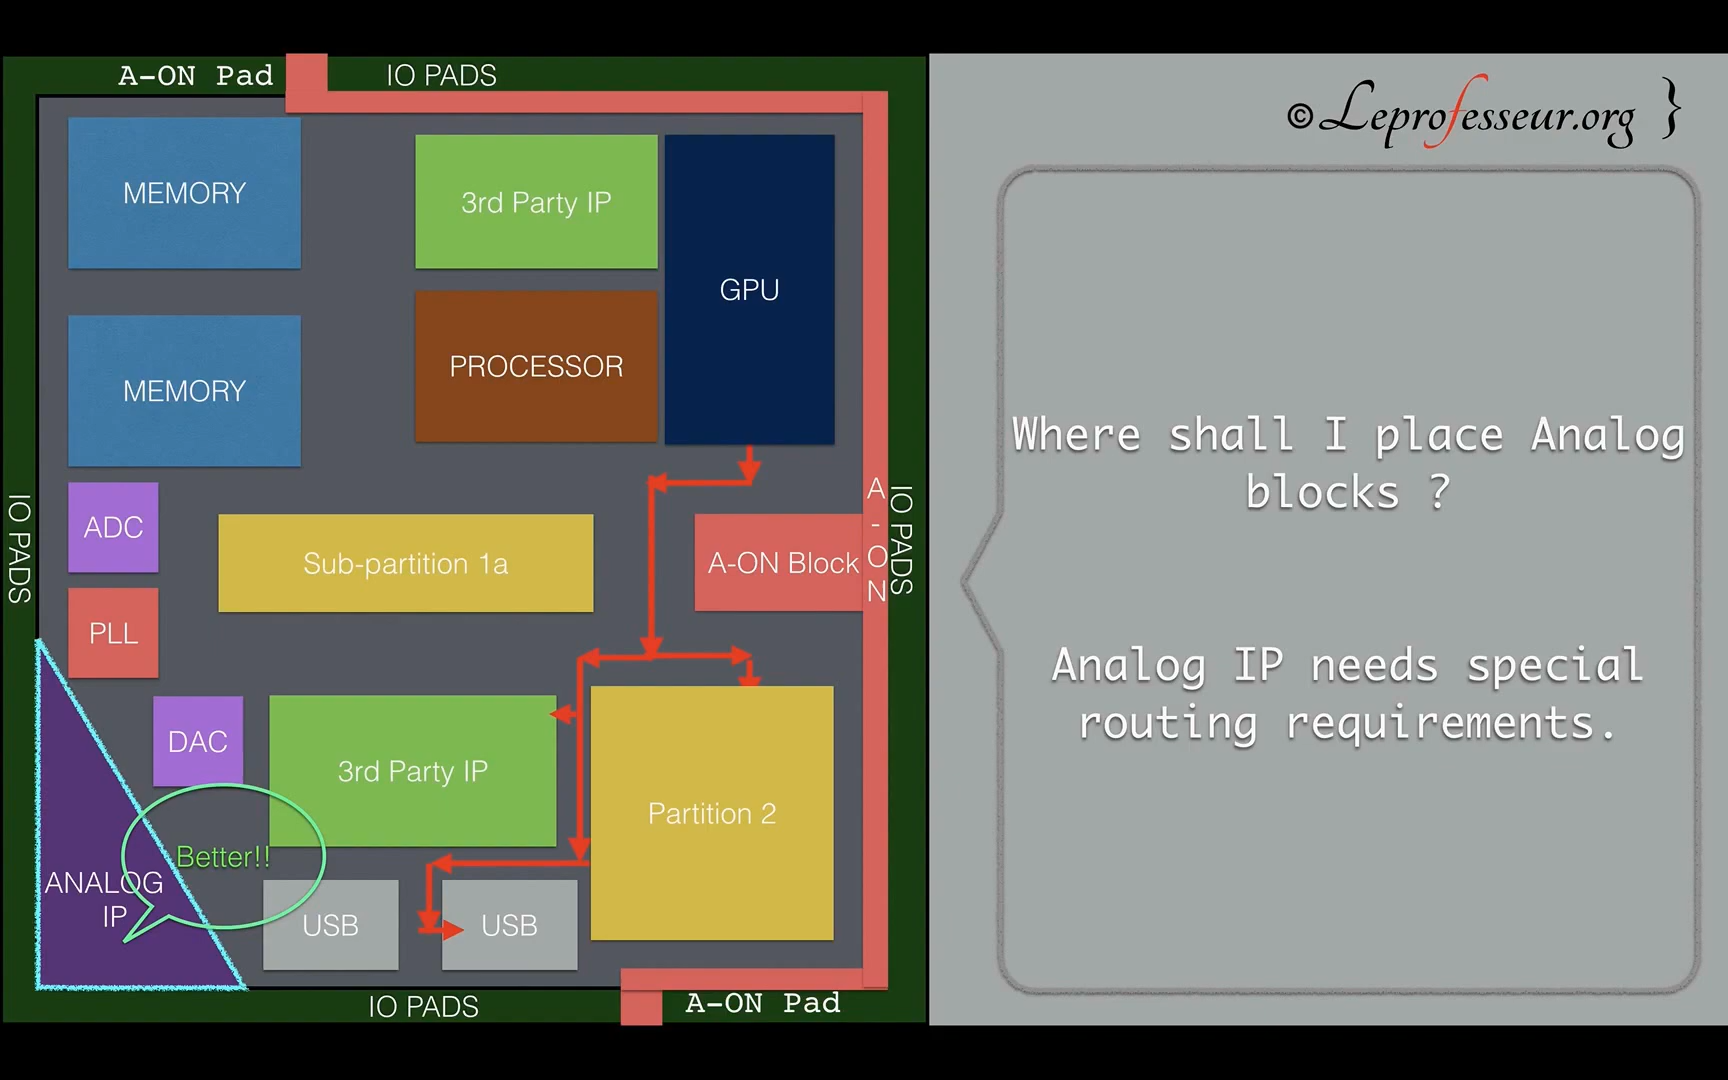 A-ON Pad
IO PADS
© Leprofesseur.org }
MEMORY
3rd Party IP
GPU
MEMORY
PROCESSOR
Where shall I place Analog
blocks ?
IO PADS
ADC
Sub-partition 1a
A-ON Block
A-ON
IO PADS
PLL
Analog IP needs special
routing requirements.
DAC
3rd Party IP
Partition 2
Better!!
ANALOG
IP
USB
USB
IO PADS
A-ON Pad